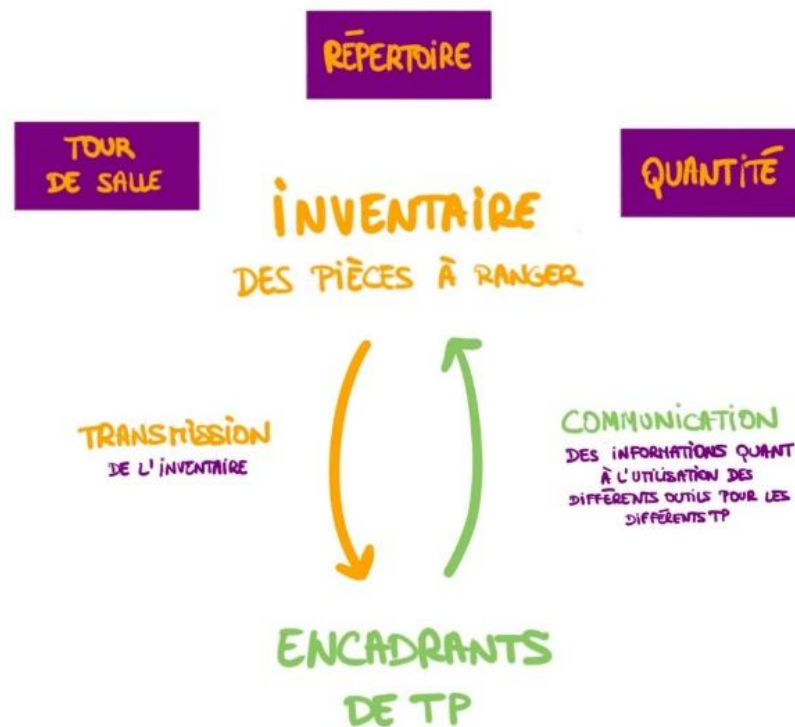 RÉPERTOIRE
TOUR
DE SALLE
QUANTITÉ
INVENTAIRE
DES PIÈCES À RANGER
TRANSMISSION
DE L'INVENTAIRE
COMMUNICATION
DES INFORMATIONS QUANT
À L'UTILISATION DES
DIFFÉRENTS OUTILS POUR LES
DIFFÉRENTS TP
ENCADRANTS
DE TP